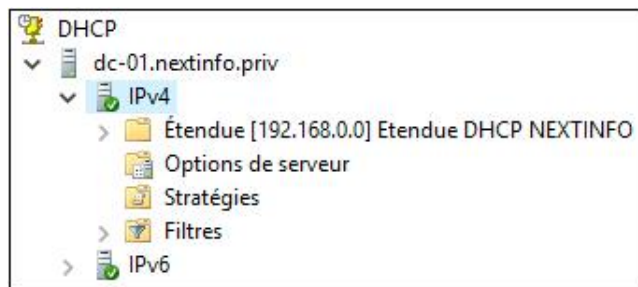 DHCP
dc-01.nextinfo.priv
IPv4
Étendue [192.168.0.0] Etendue DHCP NEXTINFO
Options de serveur
Stratégies
Filtres
IPv6